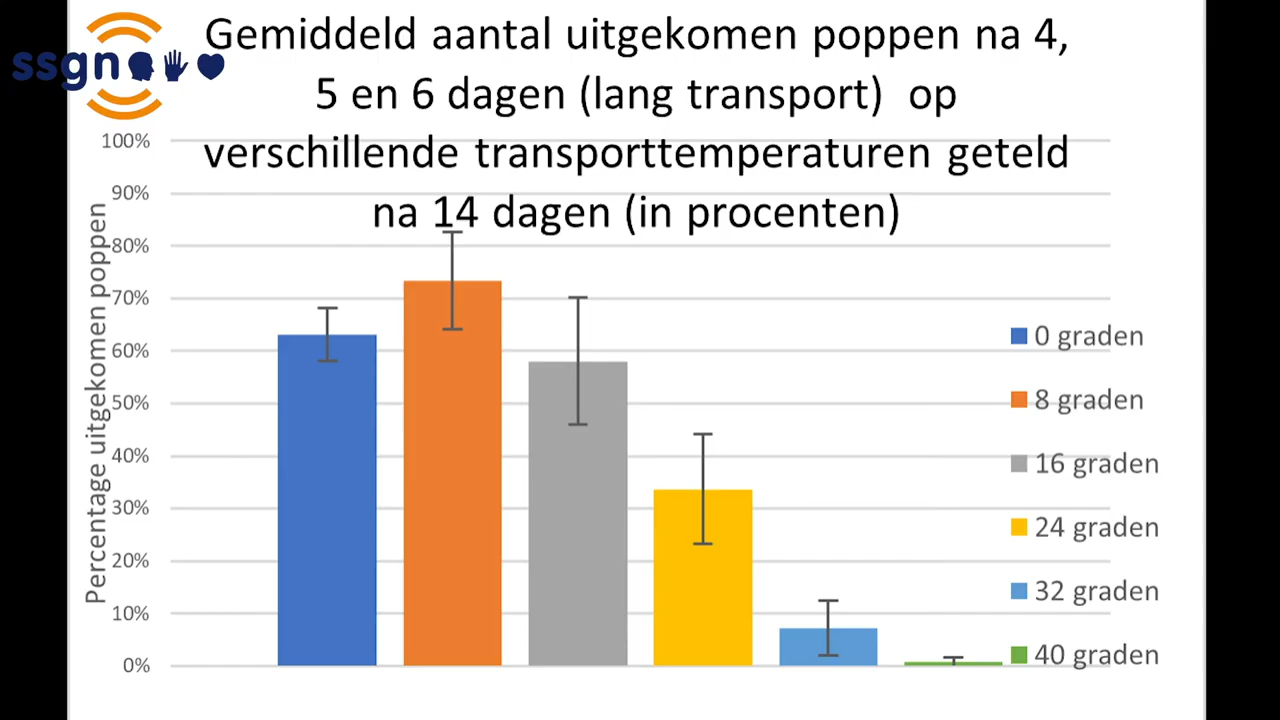 Gemiddeld aantal uitgekomen poppen na 4,
5 en 6 dagen (lang transport) op
verschillende transporttemperaturen geteld
na 14 dagen (in procenten)
ssgn
100%
90%
80%
70%
60%
50%
40%
30%
20%
10%
0%
Percentage uitgekomen poppen
0 graden
8 graden
16 graden
24 graden
32 graden
40 graden